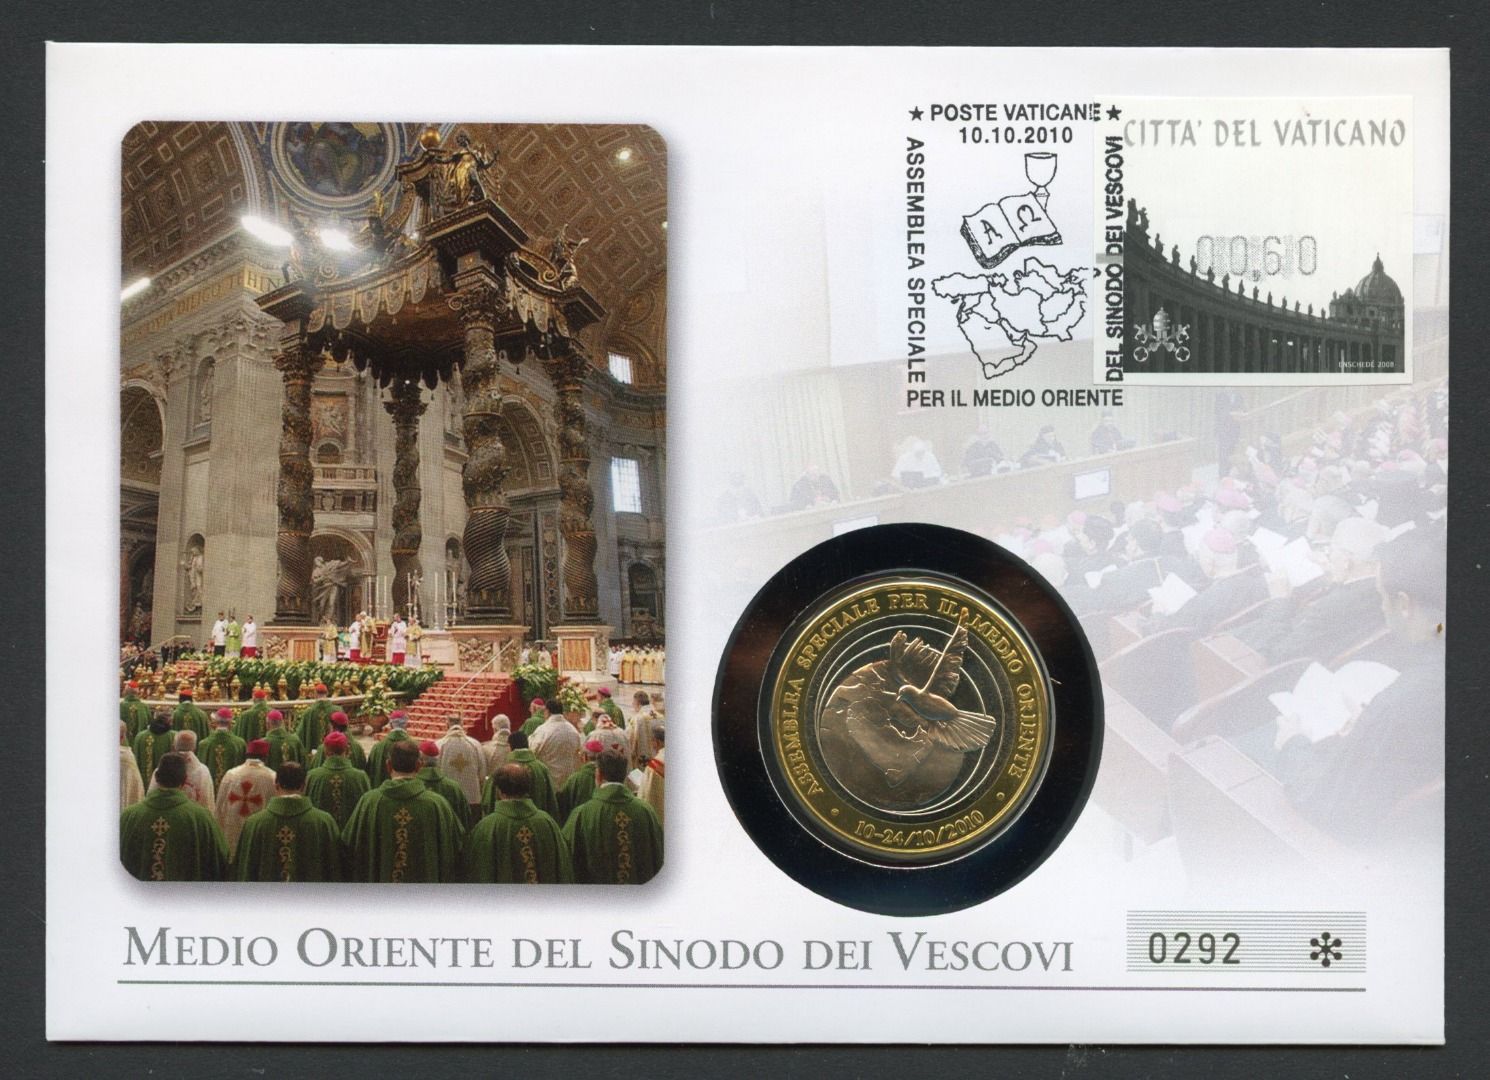 ★ POSTE VATICANE ★
10.10.2010
ASSEMBLEA SPECIALE
PER IL MEDIO ORIENTE
DEL SINODO DEI VESCOVI
Α Ω
CITTA' DEL VATICANO
00,60
ENSCHEDÉ 2008
ASSEMBLEA SPECIALE PER IL MEDIO ORIENTE
• 10-24/10/2010 •
MEDIO ORIENTE DEL SINODO DEI VESCOVI
0292 *